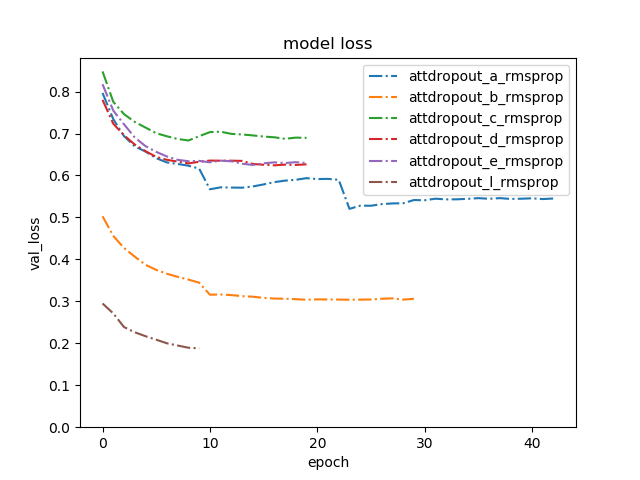 model loss
attdropout_a_rmsprop
attdropout_b_rmsprop
attdropout_c_rmsprop
attdropout_d_rmsprop
attdropout_e_rmsprop
attdropout_l_rmsprop
val_loss
0.8
0.7
0.6
0.5
0.4
0.3
0.2
0.1
0.0
0 10 20 30 40
epoch